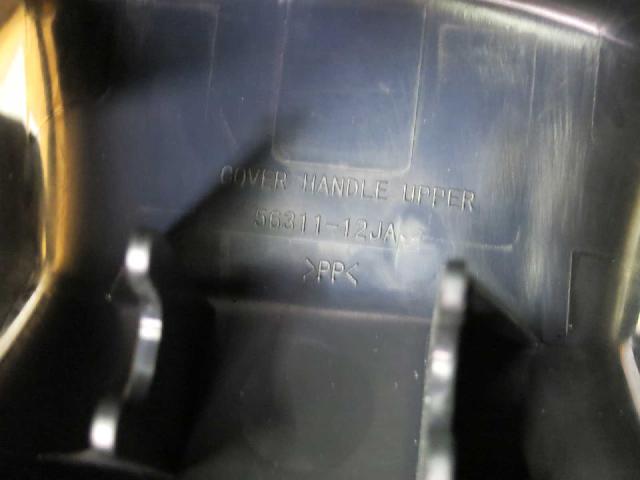 COVER HANDLE UPPER
56311-12JA
>PP<